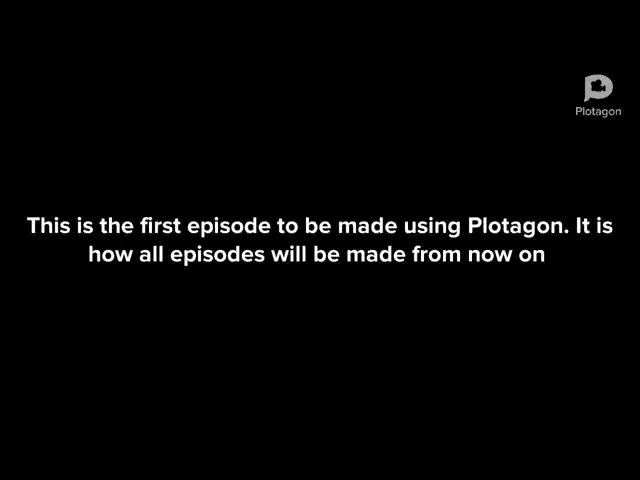 Plotagon
This is the first episode to be made using Plotagon. It is
how all episodes will be made from now on